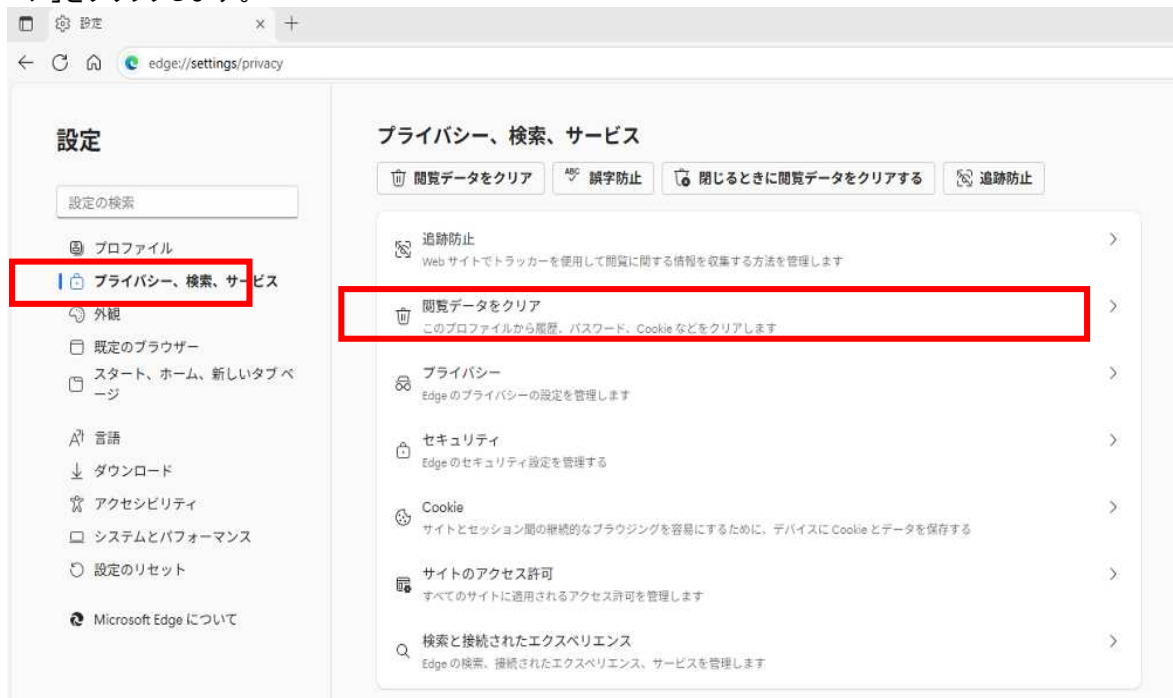 」をクリックします。
設定
edge://settings/privacy
設定
設定の検索
プロファイル
プライバシー、検索、サービス
外観
既定のブラウザー
スタート、ホーム、新しいタブ ペ
ージ
言語
ダウンロード
アクセシビリティ
システムとパフォーマンス
設定のリセット
Microsoft Edge について
プライバシー、検索、サービス
閲覧データをクリア
ABC 誤字防止
閉じるときに閲覧データをクリアする
追跡防止
追跡防止
Web サイトでトラッカーを使用して閲覧に関する情報を収集する方法を管理します
閲覧データをクリア
このプロファイルから履歴、パスワード、Cookie などをクリアします
プライバシー
Edge のプライバシーの設定を管理します
セキュリティ
Edge のセキュリティ設定を管理する
Cookie
サイトとセッション間の継続的なブラウジングを容易にするために、デバイスに Cookie とデータを保存する
サイトのアクセス許可
すべてのサイトに適用されるアクセス許可を管理します
検索と接続されたエクスペリエンス
Edge の検索、接続されたエクスペリエンス、サービスを管理します